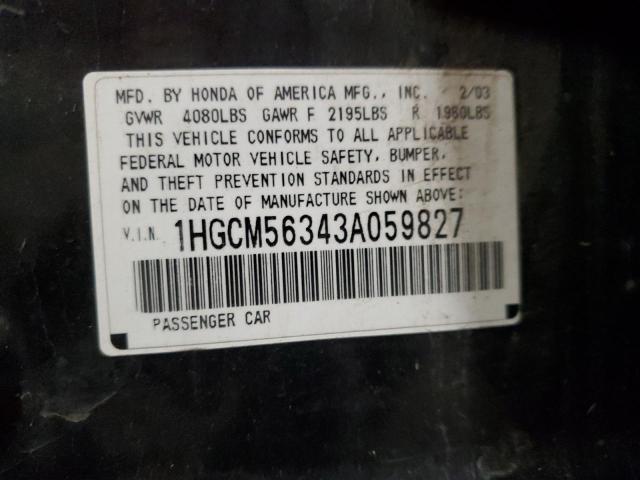 MFD. BY HONDA OF AMERICA MFG., INC. 2/03
GVWR 4080LBS GAWR F 2195LBS R 1980LBS
THIS VEHICLE CONFORMS TO ALL APPLICABLE
FEDERAL MOTOR VEHICLE SAFETY, BUMPER,
AND THEFT PREVENTION STANDARDS IN EFFECT
ON THE DATE OF MANUFACTURE SHOWN ABOVE:
V.I.N. 1HGCM56343A059827
PASSENGER CAR